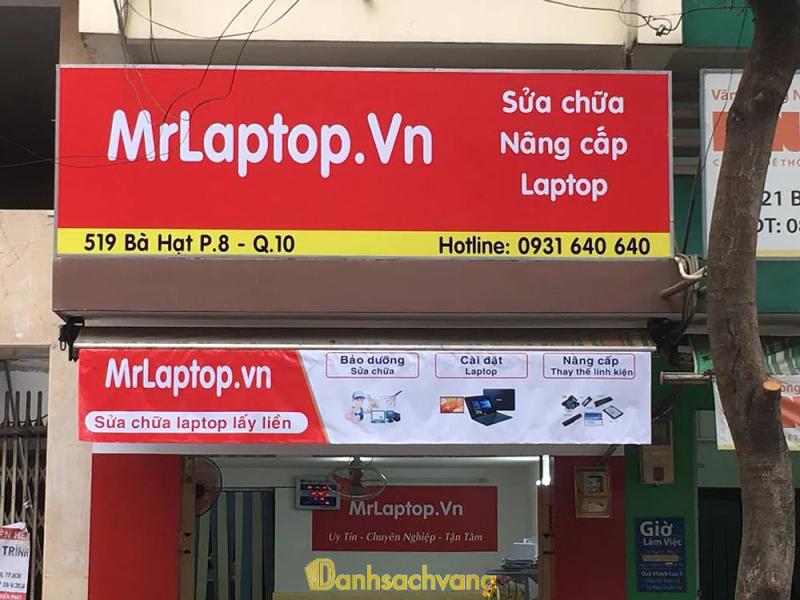 MrLaptop.Vn
Sửa chữa
Nâng cấp
Laptop
519 Bà Hạt P.8 - Q.10
Hotline: 0931 640 640
MrLaptop.vn
Sửa chữa laptop lấy liền
Bảo dưỡng
Sửa chữa
Cài đặt
Laptop
Nâng cấp
Thay thế linh kiện
MrLaptop.Vn
Uy Tín - Chuyên Nghiệp - Tận Tâm
Giờ
Làm Việc
TRÌNH
21 B
Danhsachvang